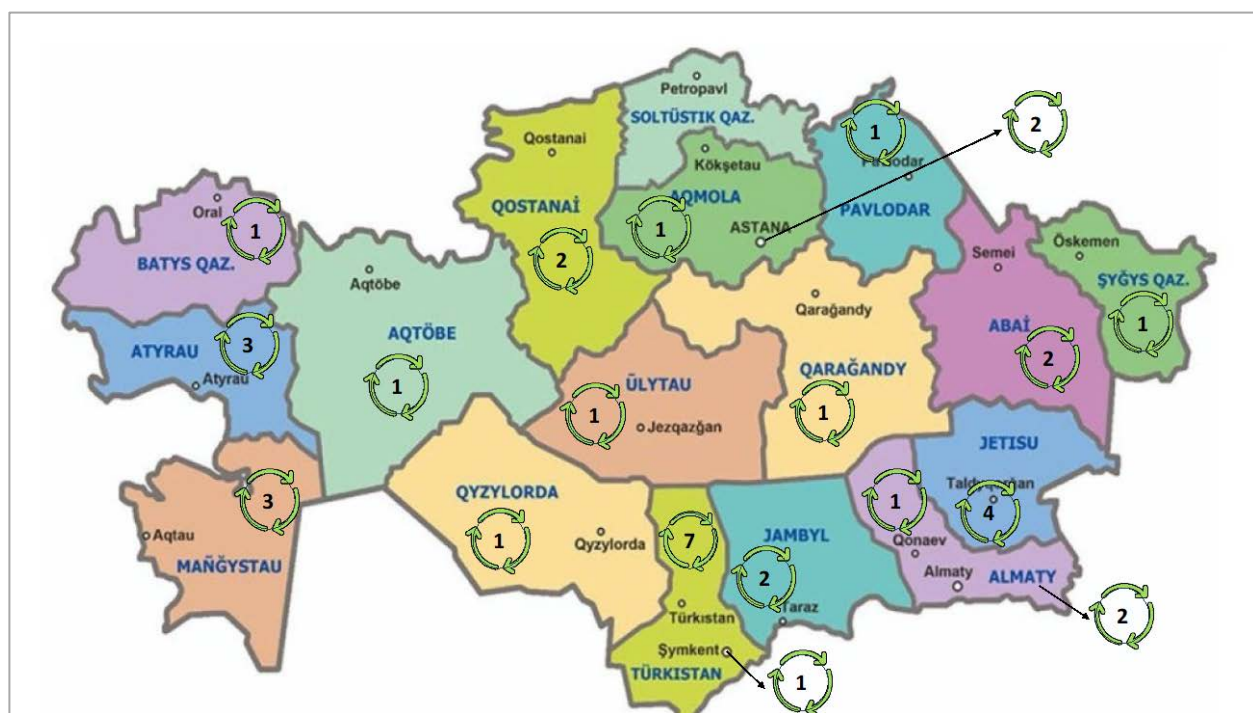 Petropavl
SOLTÜSTIK QAZ.
1
2
Qostanai
Kökşetau
Pavlodar
AQMOLA
QOSTANAİ
1
ASTANA
PAVLODAR
Oral
1
BATYS QAZ.
2
Semei
Öskemen
ŞYĞYS QAZ.
Aqtöbe
Qarağandy
AQTÖBE
ABAİ
1
ATYRAU
3
Atyrau
1
ŪLYTAU
QARAĞANDY
2
1
Jezqazğan
1
JETISU
Taldyqorğan
3
QYZYLORDA
1
4
Aqtau
1
Qyzylorda
7
JAMBYL
Qonaev
MAÑĞYSTAU
2
Almaty
ALMATY
Türkıstan
Taraz
2
Şymkent
TÜRKISTAN
1